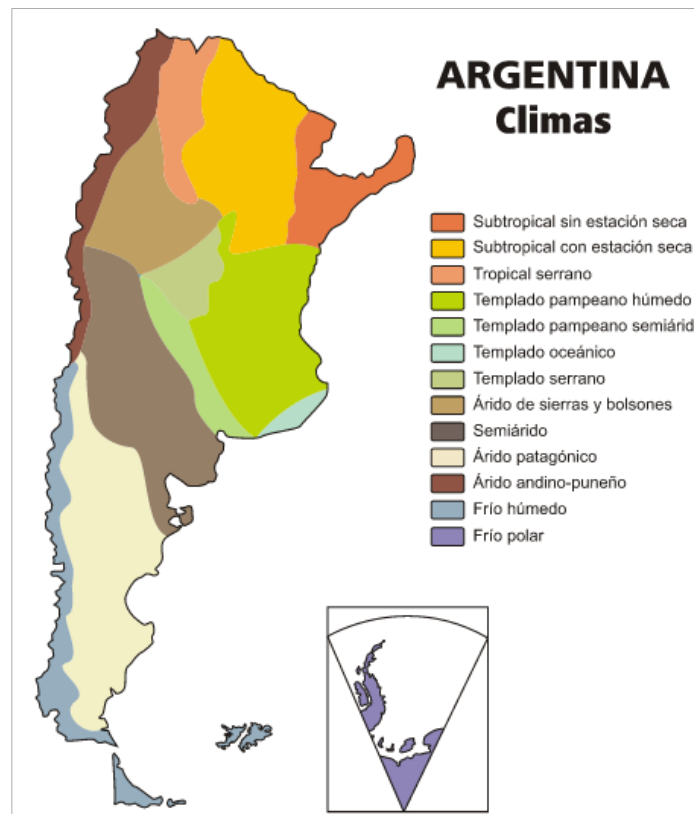 ARGENTINA
Climas
Subtropical sin estación seca
Subtropical con estación seca
Tropical serrano
Templado pampeano húmedo
Templado pampeano semiárid
Templado oceánico
Templado serrano
Árido de sierras y bolsones
Semiárido
Árido patagónico
Árido andino-puneño
Frío húmedo
Frío polar